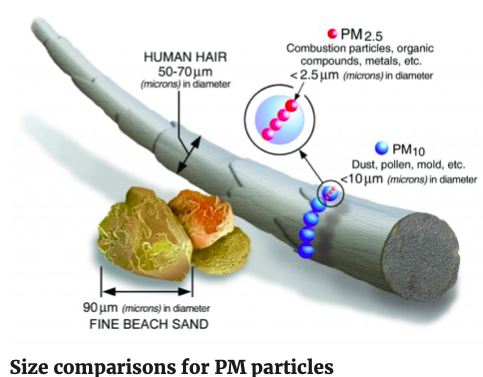 PM2.5
Combustion particles, organic
compounds, metals, etc.
<2.5µm (microns) in diameter
HUMAN HAIR
50-70µm
(microns) in diameter
PM10
Dust, pollen, mold, etc.
<10µm (microns) in diameter
90µm (microns) in diameter
FINE BEACH SAND
Size comparisons for PM particles